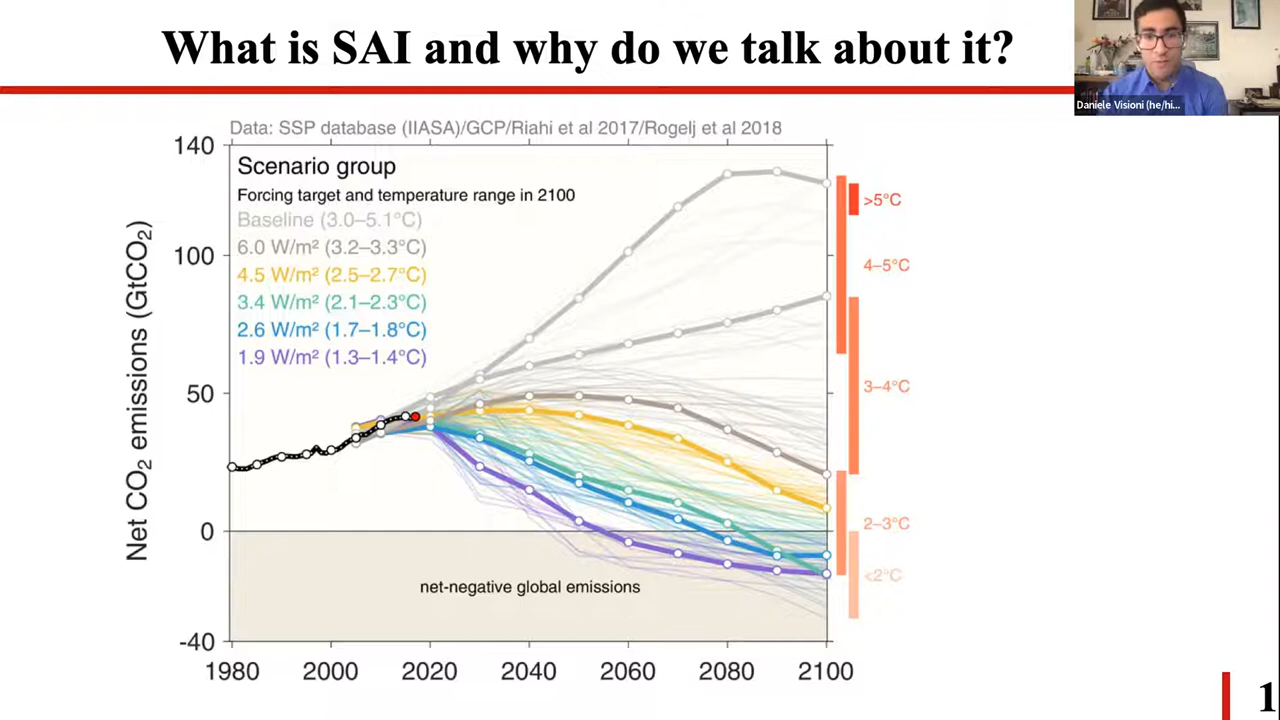 What is SAI and why do we talk about it?
Daniele Visioni (he/hi...
Data: SSP database (IIASA)/GCP/Riahi et al 2017/Rogelj et al 2018
Scenario group
Forcing target and temperature range in 2100
Baseline (3.0–5.1°C)
6.0 W/m² (3.2–3.3°C)
4.5 W/m² (2.5–2.7°C)
3.4 W/m² (2.1–2.3°C)
2.6 W/m² (1.7–1.8°C)
1.9 W/m² (1.3–1.4°C)
Net CO₂ emissions (GtCO₂)
140
100
50
0
-40
>5°C
4–5°C
3–4°C
2–3°C
<2°C
net-negative global emissions
1980 2000 2020 2040 2060 2080 2100
1